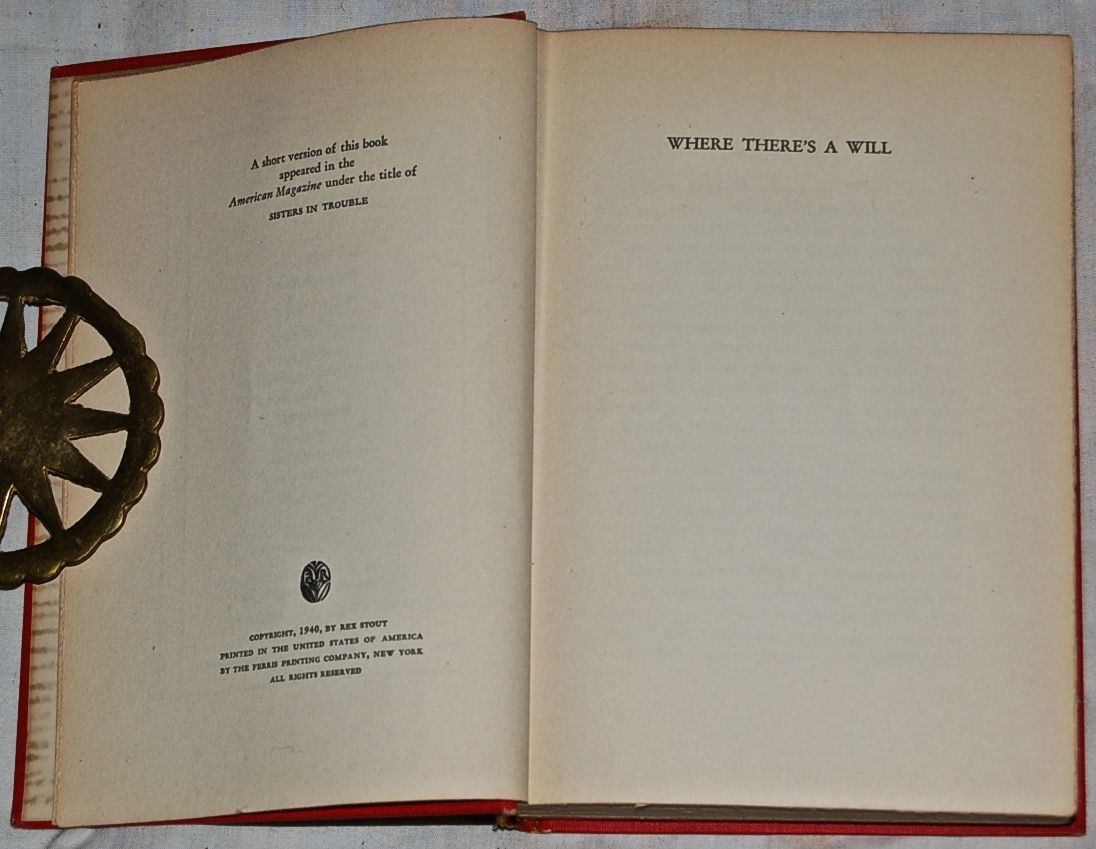 A short version of this book
appeared in the
American Magazine under the title of
SISTERS IN TROUBLE
F R
COPYRIGHT, 1940, BY REX STOUT
PRINTED IN THE UNITED STATES OF AMERICA
BY THE FERRIS PRINTING COMPANY, NEW YORK
ALL RIGHTS RESERVED
WHERE THERE'S A WILL